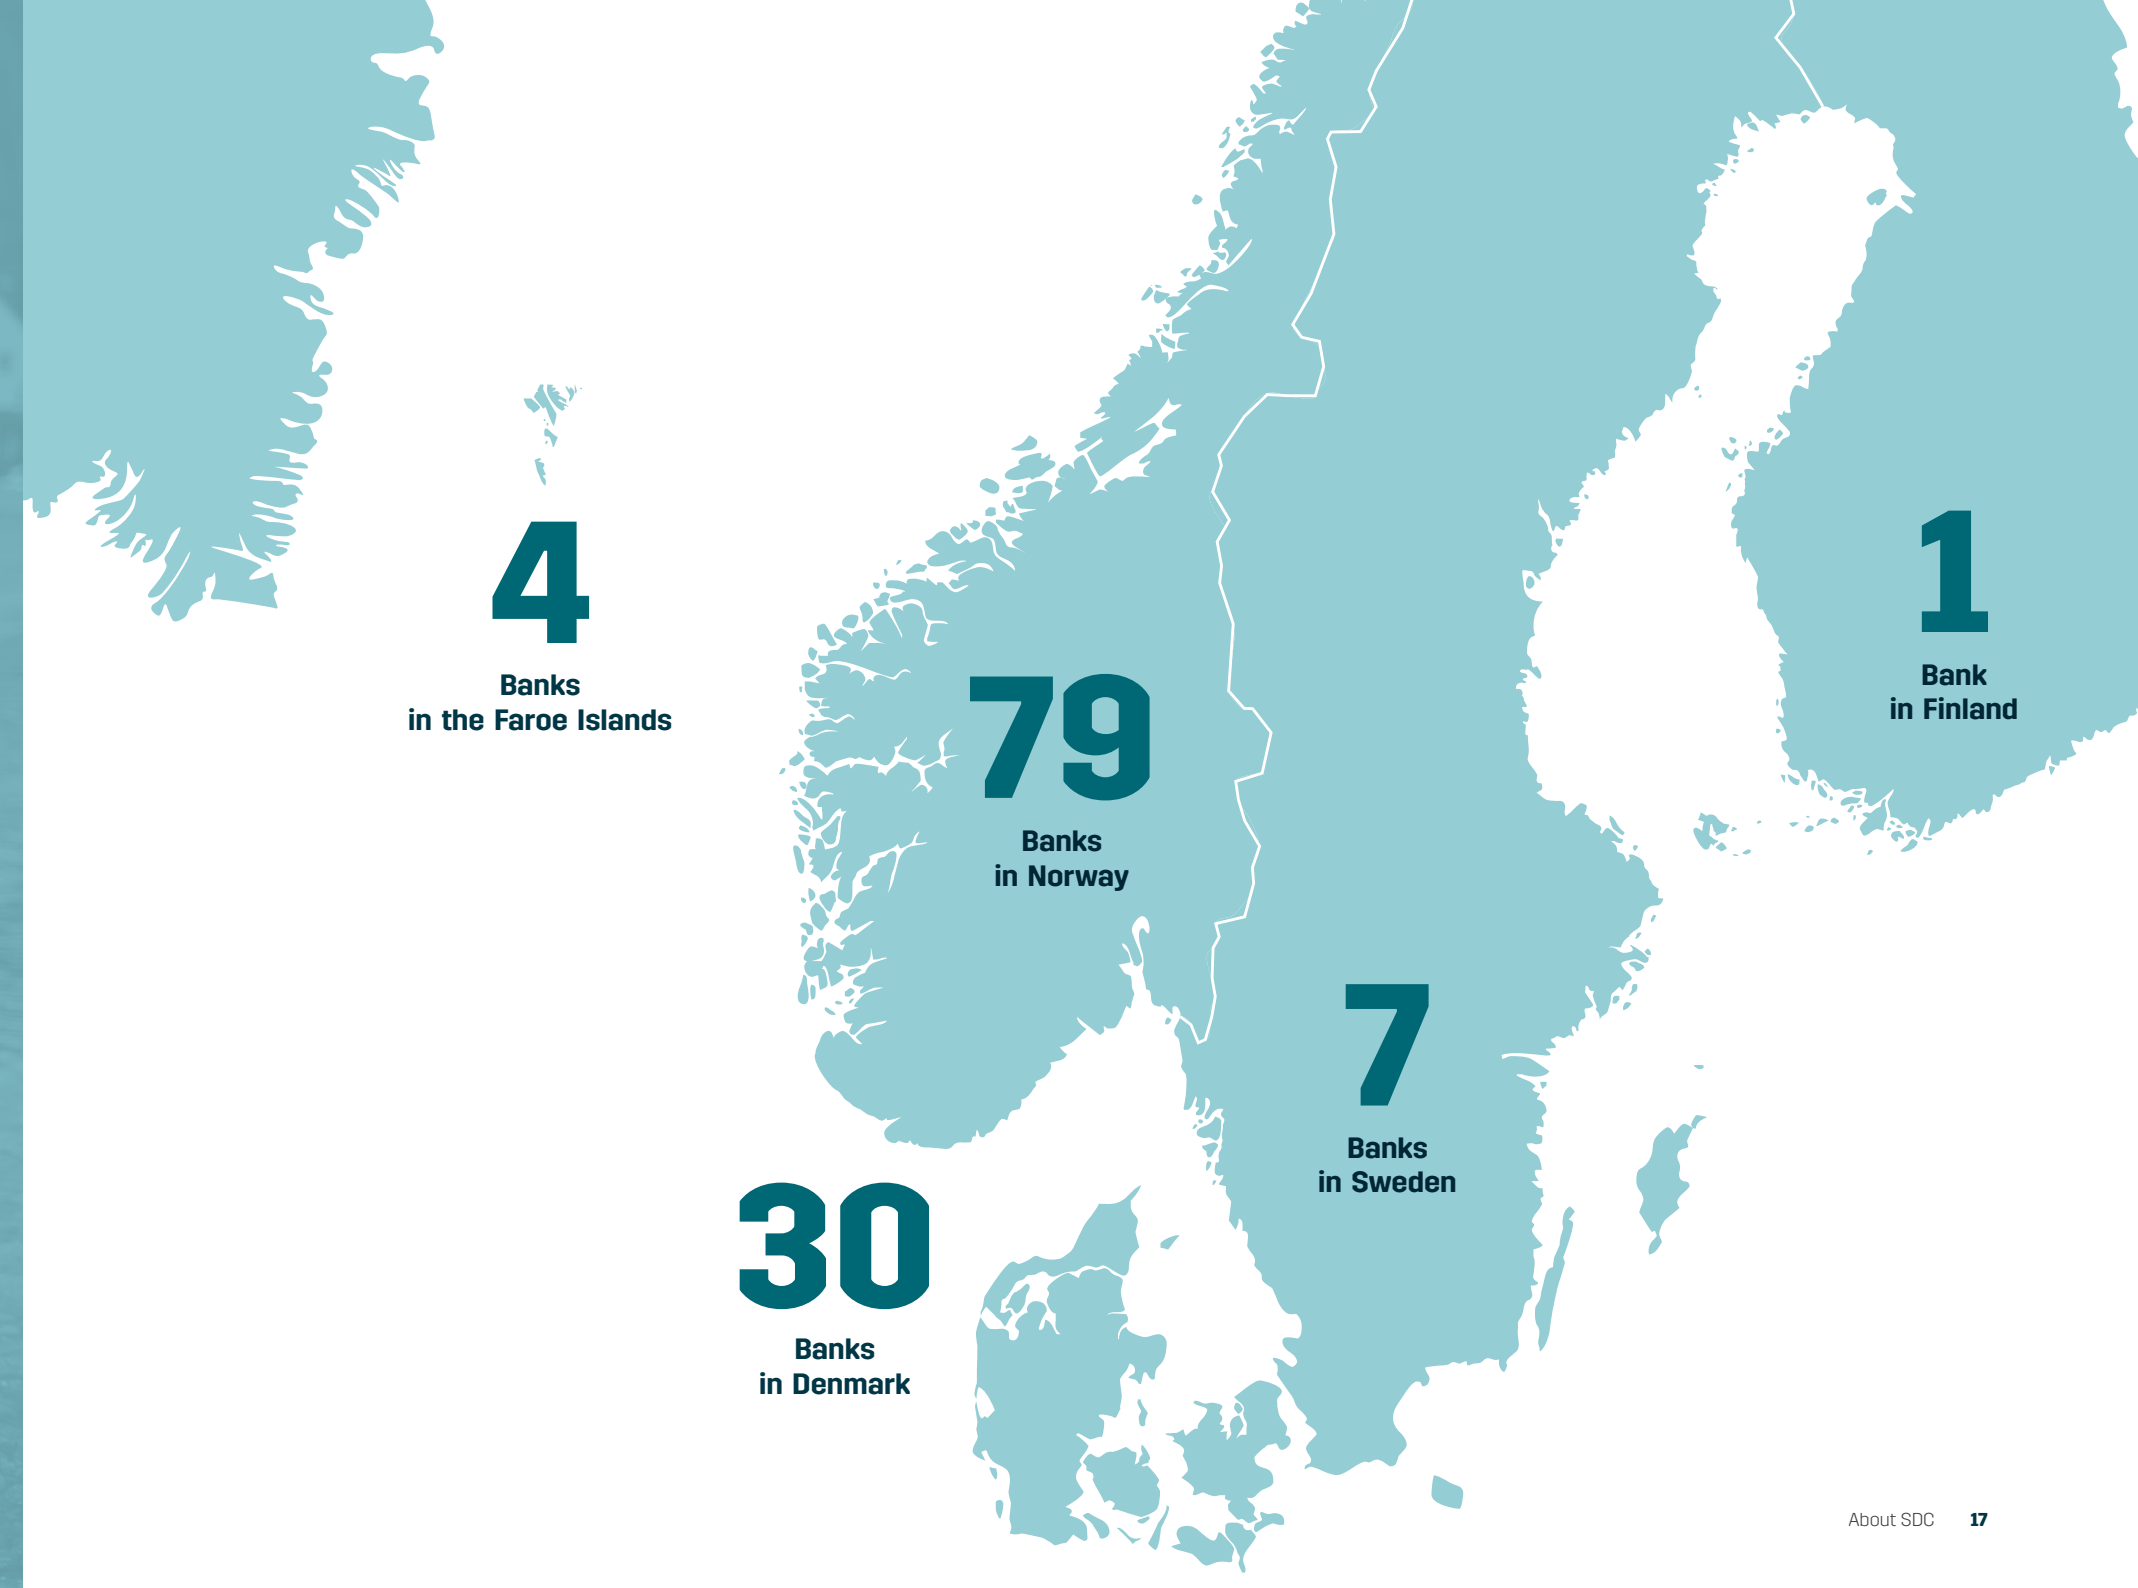 4
Banks
in the Faroe Islands
79
Banks
in Norway
1
Bank
in Finland
7
Banks
in Sweden
30
Banks
in Denmark
About SDC 17